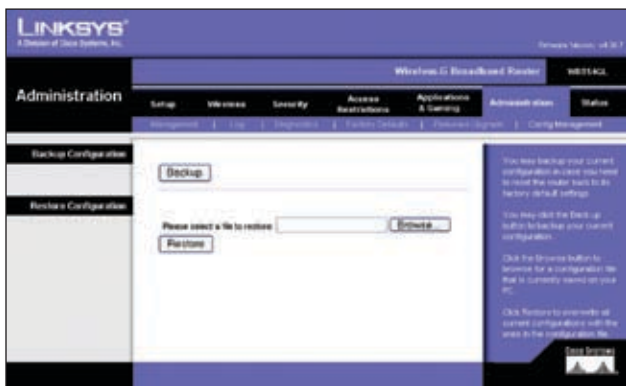 LINKSYS®
A Division of Cisco Systems, Inc.
Firmware Version:
Wireless-G Broadband Router
WRT54GL
Administration
Setup
Wireless
Security
Access Restrictions
Applications & Gaming
Administration
Status
Management | Log | Diagnostics | Factory Defaults | Firmware Upgrade | Config Management
Backup Configuration
Backup
Restore Configuration
Please select a file to restore:
Browse...
Restore
You may backup your current
configuration in case you need
to reset the router back to its
factory default settings.
You may click the Back up
button to backup your current
configuration.
Click the Browse button to
browse for a configuration file
that is currently saved on your
PC.
Click Restore to overwrite all
current configurations with the
ones in the configuration file.
CISCO SYSTEMS